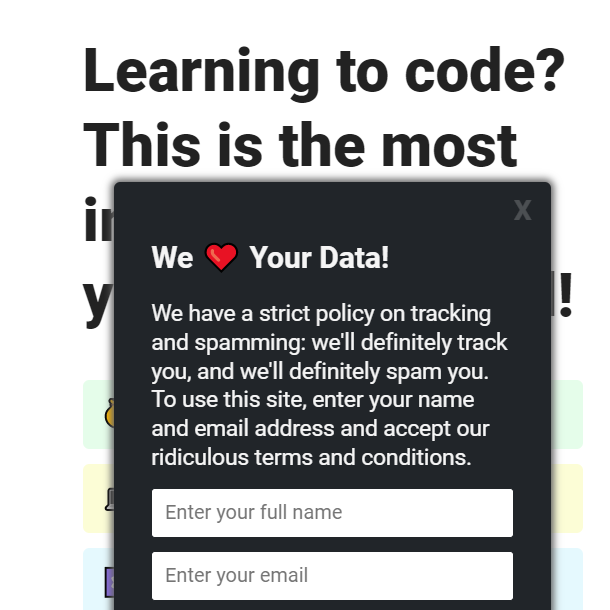 Learning to code?
This is the most
X
We ❤️ Your Data!
We have a strict policy on tracking
and spamming: we'll definitely track
you, and we'll definitely spam you.
To use this site, enter your name
and email address and accept our
ridiculous terms and conditions.
Enter your full name
Enter your email